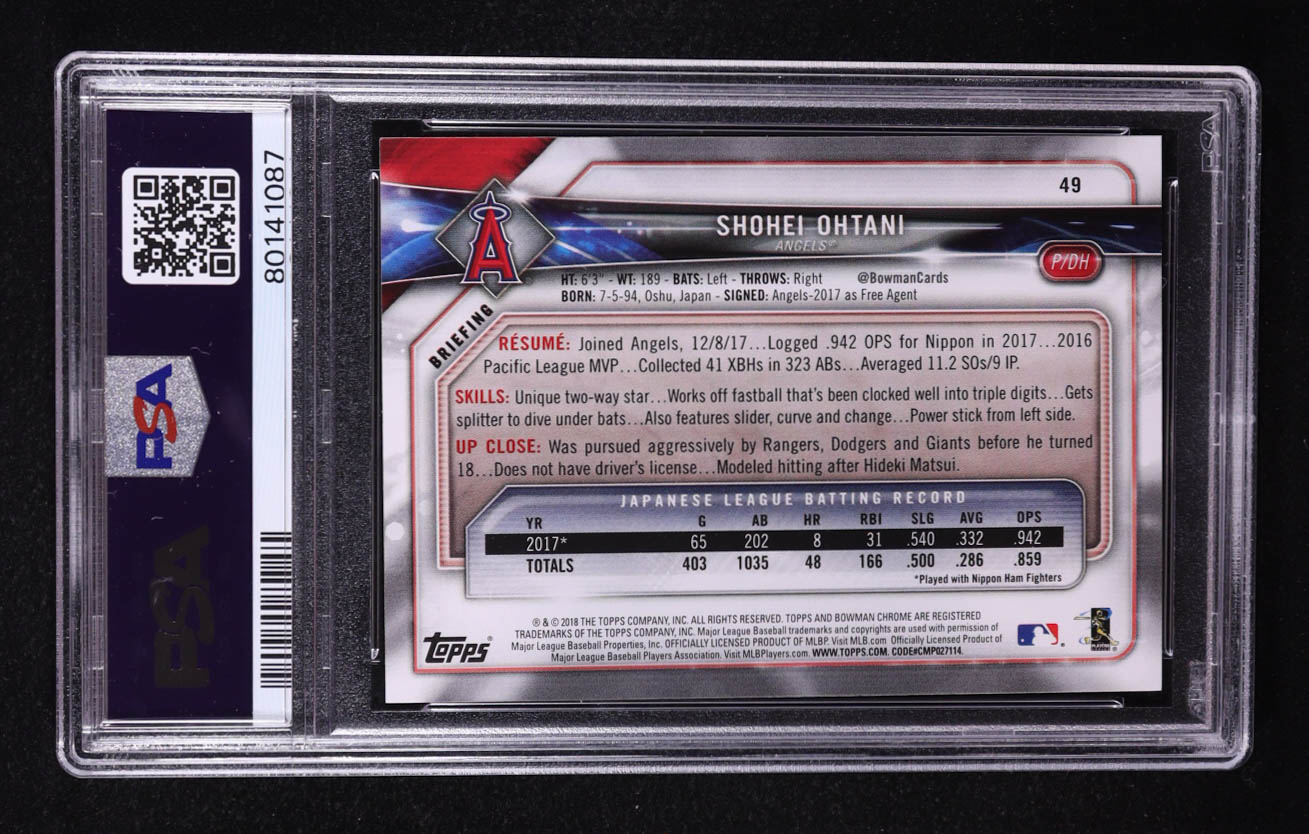 80141087
PSA
PSA
PSA
49
SHOHEI OHTANI
ANGELS®
A
P/DH
HT: 6'3" - WT: 189 - BATS: Left - THROWS: Right @BowmanCards
BORN: 7-5-94, Oshu, Japan - SIGNED: Angels-2017 as Free Agent
BRIEFING
RÉSUMÉ: Joined Angels, 12/8/17...Logged .942 OPS for Nippon in 2017...2016
Pacific League MVP...Collected 41 XBHs in 323 ABs...Averaged 11.2 SOs/9 IP.
SKILLS: Unique two-way star...Works off fastball that's been clocked well into triple digits...Gets
splitter to dive under bats...Also features slider, curve and change...Power stick from left side.
UP CLOSE: Was pursued aggressively by Rangers, Dodgers and Giants before he turned
18...Does not have driver's license...Modeled hitting after Hideki Matsui.
JAPANESE LEAGUE BATTING RECORD
YR G AB HR RBI SLG AVG OPS
2017* 65 202 8 31 .540 .332 .942
TOTALS 403 1035 48 166 .500 .286 .859
*Played with Nippon Ham Fighters
® & © 2018 THE TOPPS COMPANY, INC. ALL RIGHTS RESERVED. TOPPS AND BOWMAN CHROME ARE REGISTERED
TRADEMARKS OF THE TOPPS COMPANY, INC. Major League Baseball trademarks and copyrights are used with permission of
Major League Baseball Properties, Inc. OFFICIALLY LICENSED PRODUCT OF MLBP. Visit MLB.com Officially Licensed Product of
Major League Baseball Players Association. Visit MLBPlayers.com. WWW.TOPPS.COM. CODE#CMP027114.
TOPPS®